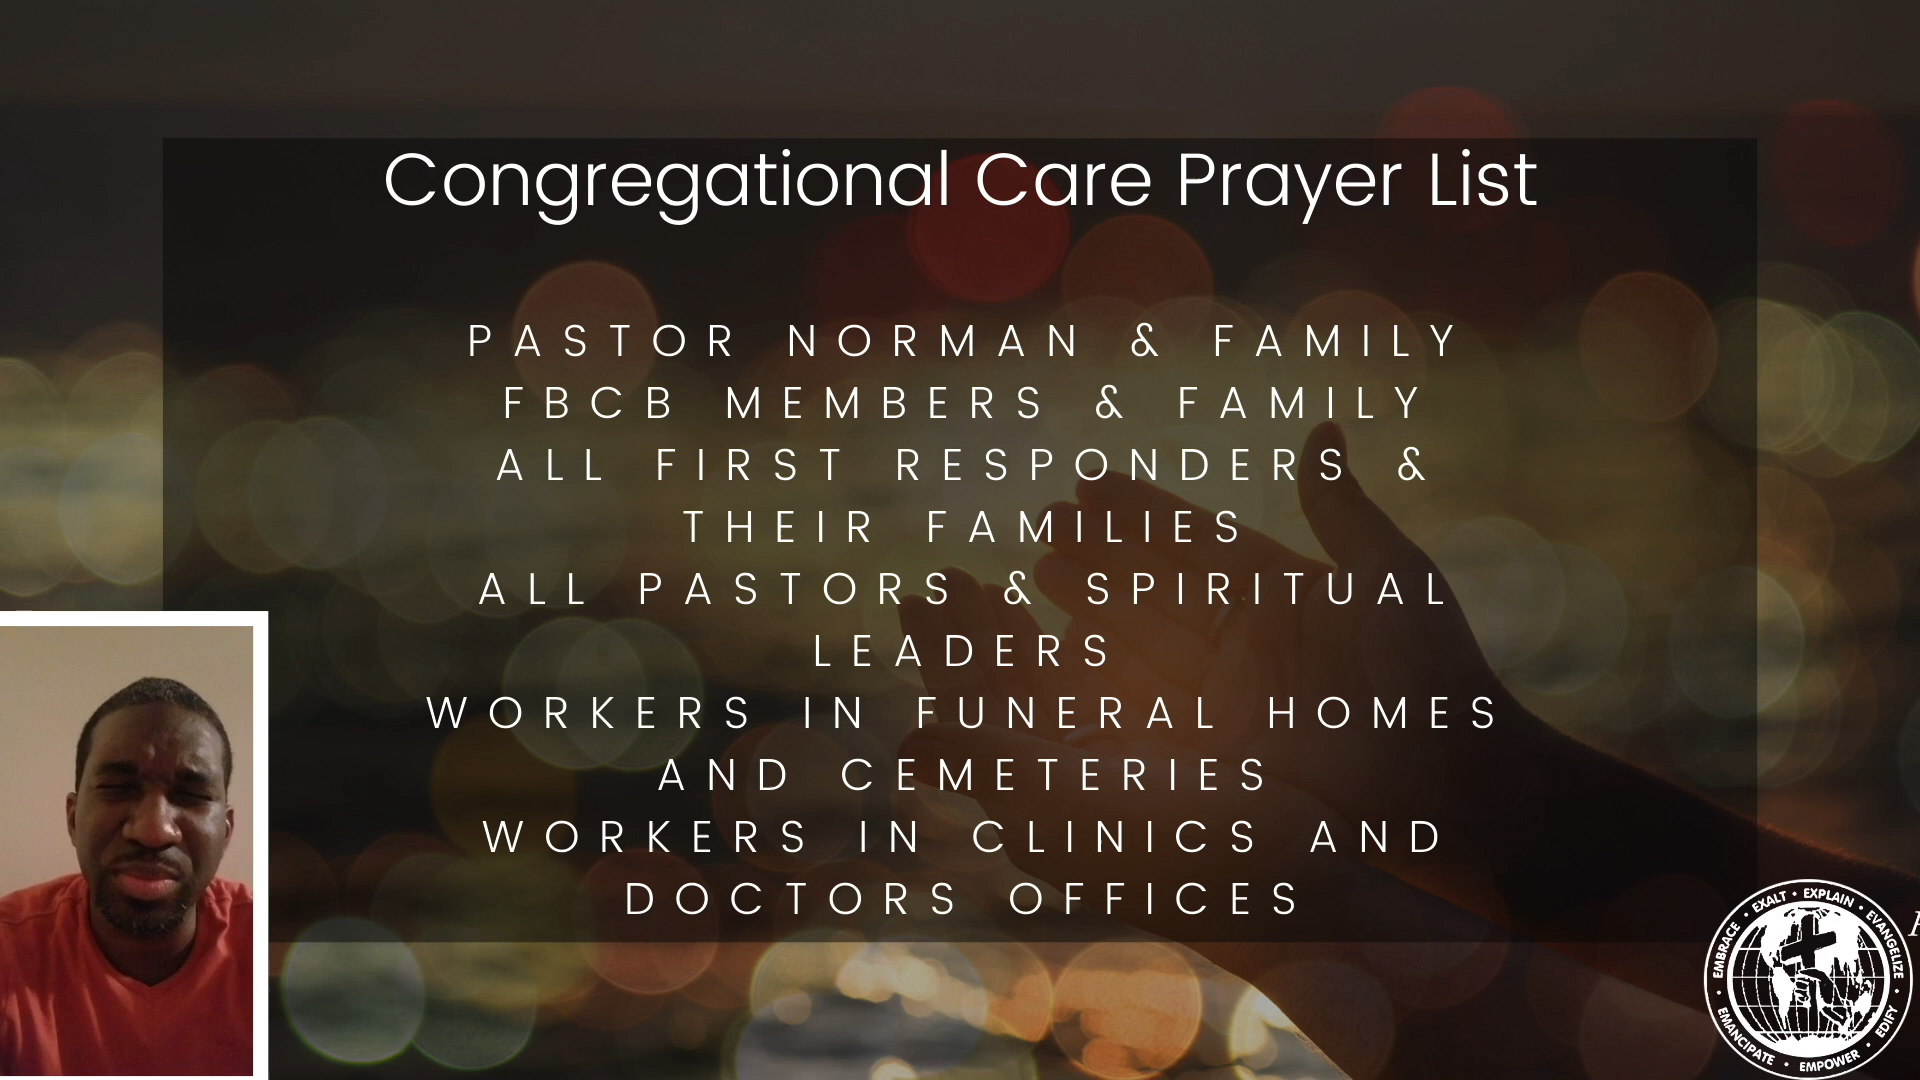 Congregational Care Prayer List
PASTOR NORMAN & FAMILY
FBCB MEMBERS & FAMILY
ALL FIRST RESPONDERS &
THEIR FAMILIES
ALL PASTORS & SPIRITUAL
LEADERS
WORKERS IN FUNERAL HOMES
AND CEMETERIES
WORKERS IN CLINICS AND
DOCTORS OFFICES
EMBRACE • EXALT • EXPLAIN • EVANGELIZE • EDIFY • EMPOWER • EMANCIPATE •